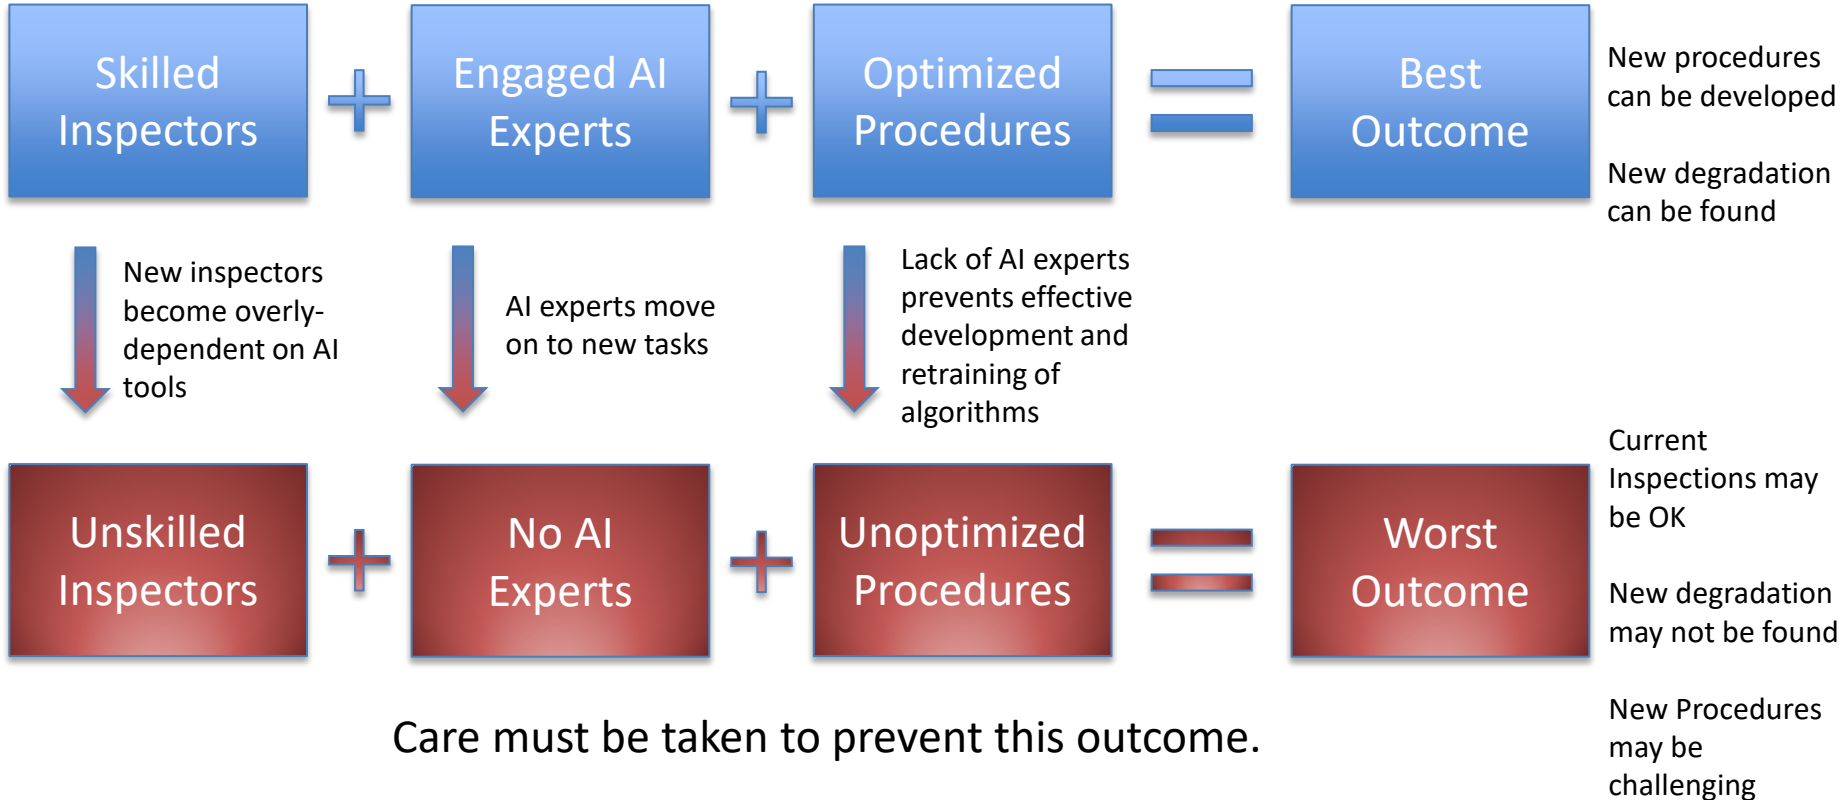 Skilled
Inspectors
Engaged AI
Experts
Optimized
Procedures
Best
Outcome
New procedures
can be developed
New degradation
can be found
New inspectors
become overly-
dependent on AI
tools
AI experts move
on to new tasks
Lack of AI experts
prevents effective
development and
retraining of
algorithms
Unskilled
Inspectors
No AI
Experts
Unoptimized
Procedures
Worst
Outcome
Current
Inspections may
be OK
New degradation
may not be found
New Procedures
may be
challenging
Care must be taken to prevent this outcome.